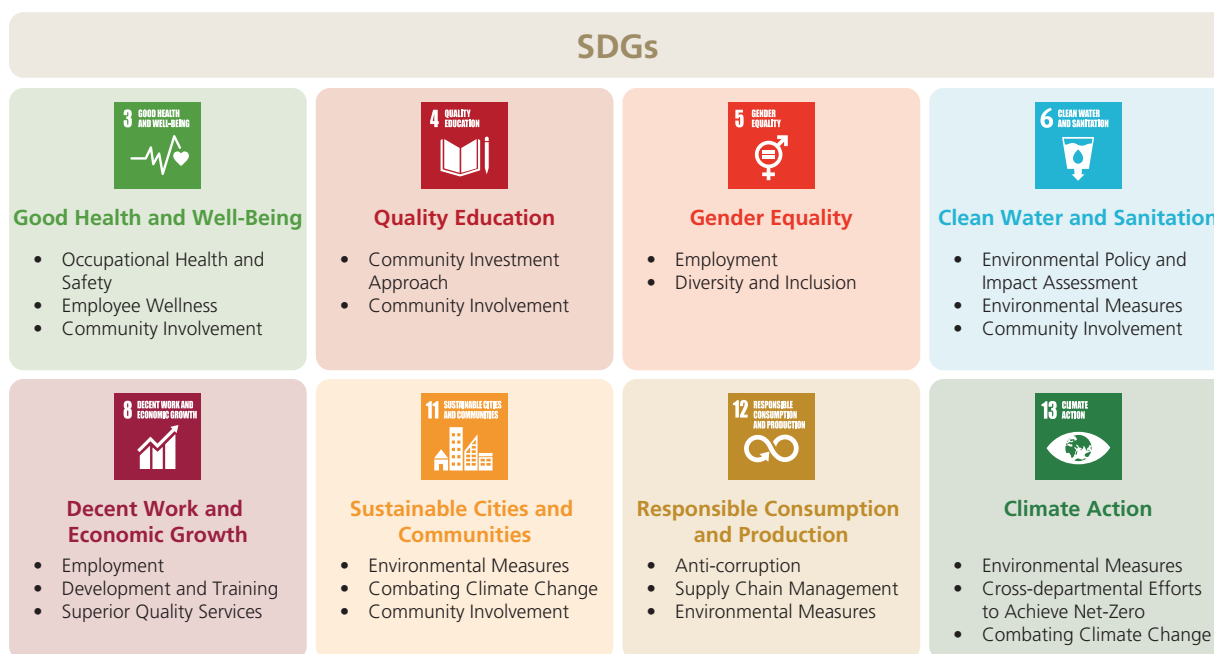 SDGs
3 GOOD HEALTH
AND WELL-BEING
Good Health and Well-Being
• Occupational Health and
Safety
• Employee Wellness
• Community Involvement
4 QUALITY
EDUCATION
Quality Education
• Community Investment
Approach
• Community Involvement
5 GENDER
EQUALITY
Gender Equality
• Employment
• Diversity and Inclusion
6 CLEAN WATER
AND SANITATION
Clean Water and Sanitation
• Environmental Policy and
Impact Assessment
• Environmental Measures
• Community Involvement
8 DECENT WORK AND
ECONOMIC GROWTH
Decent Work and
Economic Growth
• Employment
• Development and Training
• Superior Quality Services
11 SUSTAINABLE CITIES
AND COMMUNITIES
Sustainable Cities and
Communities
• Environmental Measures
• Combating Climate Change
• Community Involvement
12 RESPONSIBLE
CONSUMPTION
AND PRODUCTION
Responsible Consumption
and Production
• Anti-corruption
• Supply Chain Management
• Environmental Measures
13 CLIMATE
ACTION
Climate Action
• Environmental Measures
• Cross-departmental Efforts
to Achieve Net-Zero
• Combating Climate Change